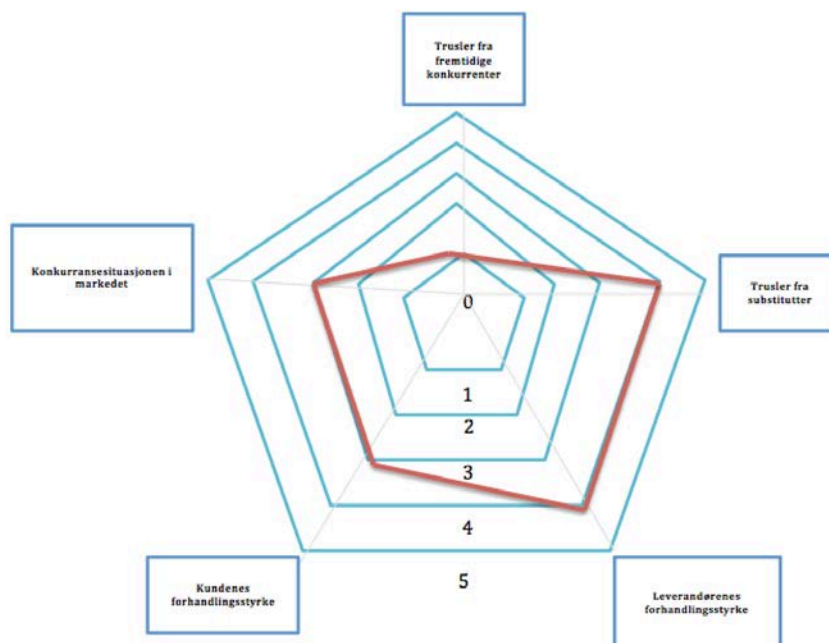 Trusler fra
fremtidige
konkurrenter
Konkurransesituasjonen i
markedet
Trusler fra
substitutter
0
1
2
3
4
5
Kundenes
forhandlingsstyrke
Leverandørenes
forhandlingsstyrke